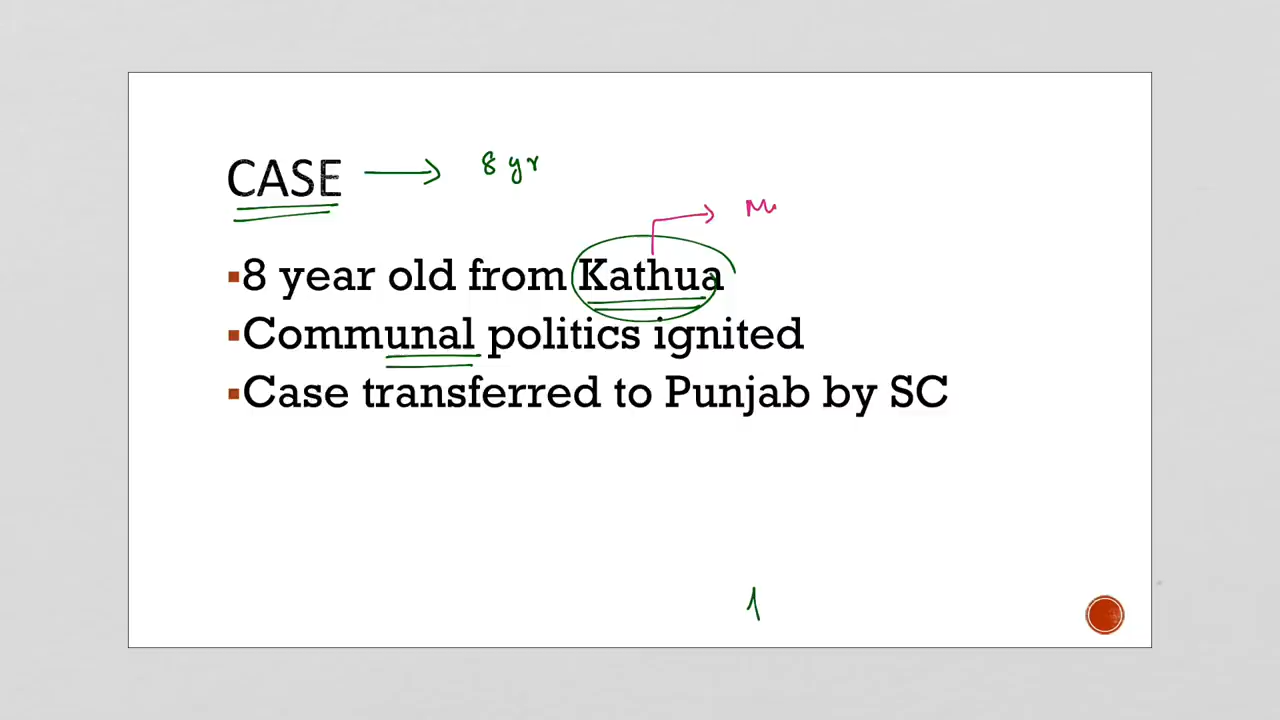 CASE → 8 yr
▪8 year old from Kathua
▪Communal politics ignited
▪Case transferred to Punjab by SC